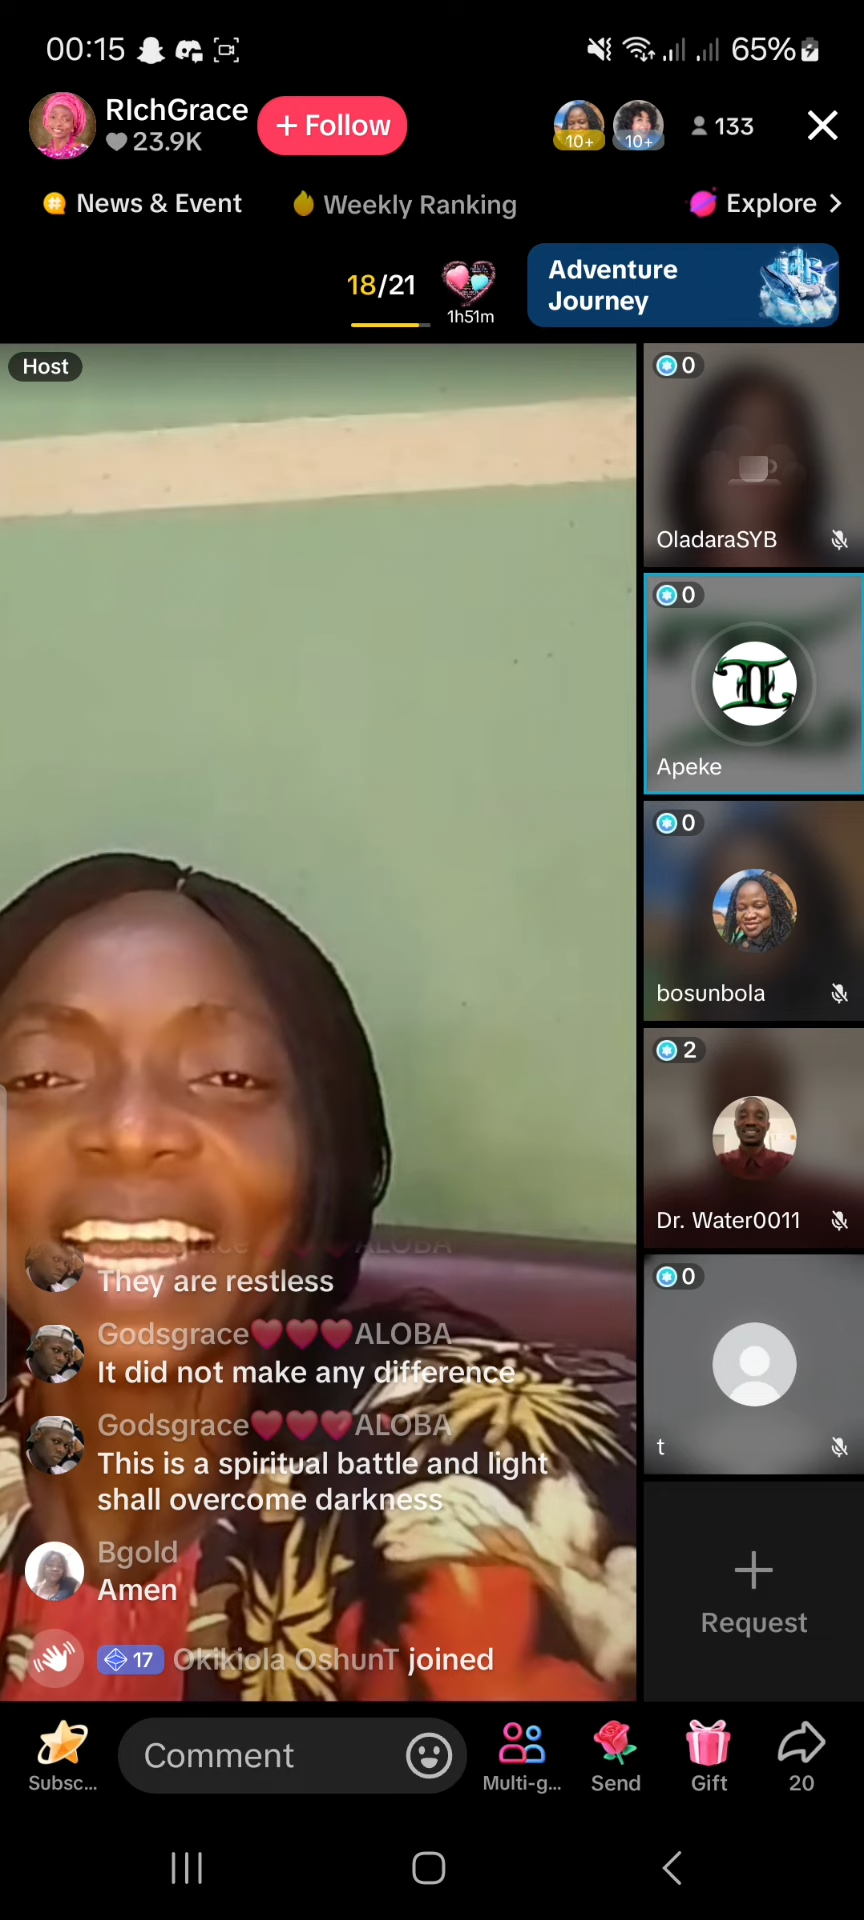 00:15
65%
RIchGrace
23.9K
+ Follow
10+
10+
133
News & Event
Weekly Ranking
Explore
18/21
1h51m
Adventure
Journey
Host
0
OladaraSYB
0
Apeke
0
bosunbola
2
Dr. Water0011
0
t
Request
Godsgrace❤️❤️❤️ALOBA
They are restless
Godsgrace❤️❤️❤️ALOBA
It did not make any difference
Godsgrace❤️❤️❤️ALOBA
This is a spiritual battle and light
shall overcome darkness
Bgold
Amen
17 Okikiola OshunT joined
Subsc...
Comment
Multi-g...
Send
Gift
20